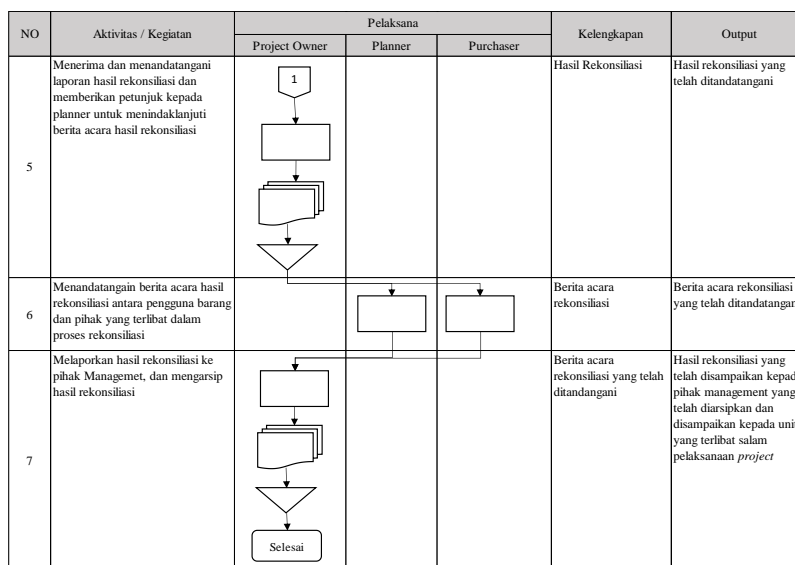 NO
Aktivitas / Kegiatan
Pelaksana
Kelengkapan
Output
Project Owner
Planner
Purchaser
5
Menerima dan menandatangani
laporan hasil rekonsiliasi dan
memberikan petunjuk kepada
planner untuk menindaklanjuti
berita acara hasil rekonsiliasi
1
Hasil Rekonsiliasi
Hasil rekonsiliasi yang
telah ditandatangani
6
Menandatangain berita acara hasil
rekonsiliasi antara pengguna barang
dan pihak yang terlibat dalam
proses rekonsiliasi
Berita acara
rekonsiliasi
Berita acara rekonsiliasi
yang telah ditandatangan
7
Melaporkan hasil rekonsiliasi ke
pihak Managemet, dan mengarsip
hasil rekonsiliasi
Selesai
Berita acara
rekonsiliasi yang telah
ditandangani
Hasil rekonsiliasi yang
telah disampaikan kepad
pihak management yang
telah diarsipkan dan
disampaikan kepada unit
yang terlibat salam
pelaksanaan project